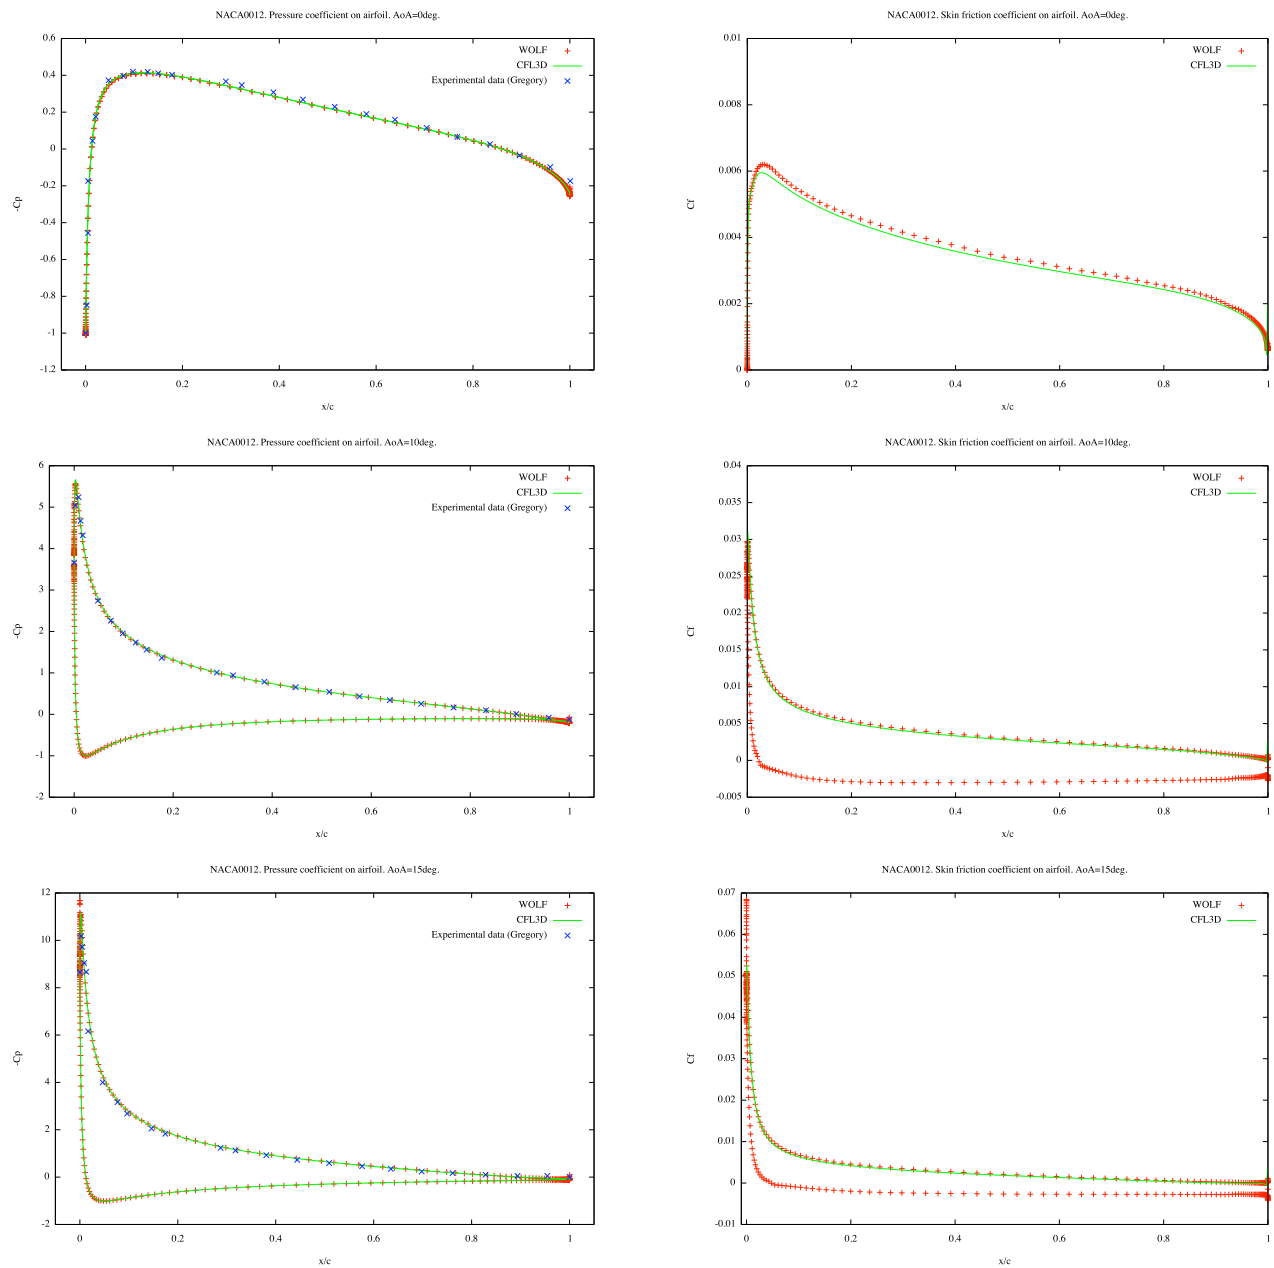 NACA0012. Pressure coefficient on airfoil. AoA=0deg.
0.6
0.4
0.2
0
-0.2
-0.4
-0.6
-0.8
-1
-1.2
-Cp
0 0.2 0.4 0.6 0.8 1
x/c
WOLF
CFL3D
Experimental data (Gregory)
NACA0012. Skin friction coefficient on airfoil. AoA=0deg.
0.01
0.008
0.006
0.004
0.002
0
Cf
0 0.2 0.4 0.6 0.8 1
x/c
WOLF
CFL3D
NACA0012. Pressure coefficient on airfoil. AoA=10deg.
6
5
4
3
2
1
0
-1
-2
-Cp
0 0.2 0.4 0.6 0.8 1
x/c
WOLF
CFL3D
Experimental data (Gregory)
NACA0012. Skin friction coefficient on airfoil. AoA=10deg.
0.04
0.035
0.03
0.025
0.02
0.015
0.01
0.005
0
-0.005
Cf
0 0.2 0.4 0.6 0.8 1
x/c
WOLF
CFL3D
NACA0012. Pressure coefficient on airfoil. AoA=15deg.
12
10
8
6
4
2
0
-2
-Cp
0 0.2 0.4 0.6 0.8 1
x/c
WOLF
CFL3D
Experimental data (Gregory)
NACA0012. Skin friction coefficient on airfoil. AoA=15deg.
0.07
0.06
0.05
0.04
0.03
0.02
0.01
0
-0.01
Cf
0 0.2 0.4 0.6 0.8 1
x/c
WOLF
CFL3D